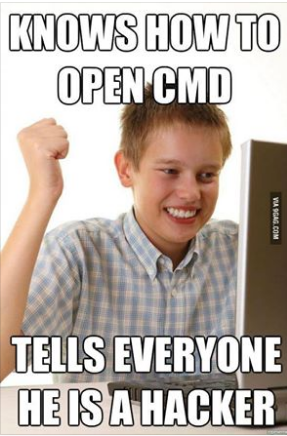 KNOWS HOW TO
OPEN CMD
VIA 9GAG.COM
TELLS EVERYONE
HE IS A HACKER